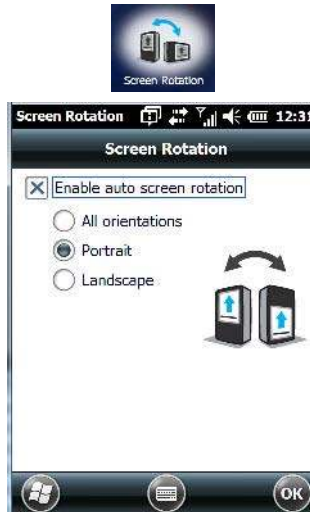 Screen Rotation
Screen Rotation 12:31
Screen Rotation
Enable auto screen rotation
All orientations
Portrait
Landscape
OK